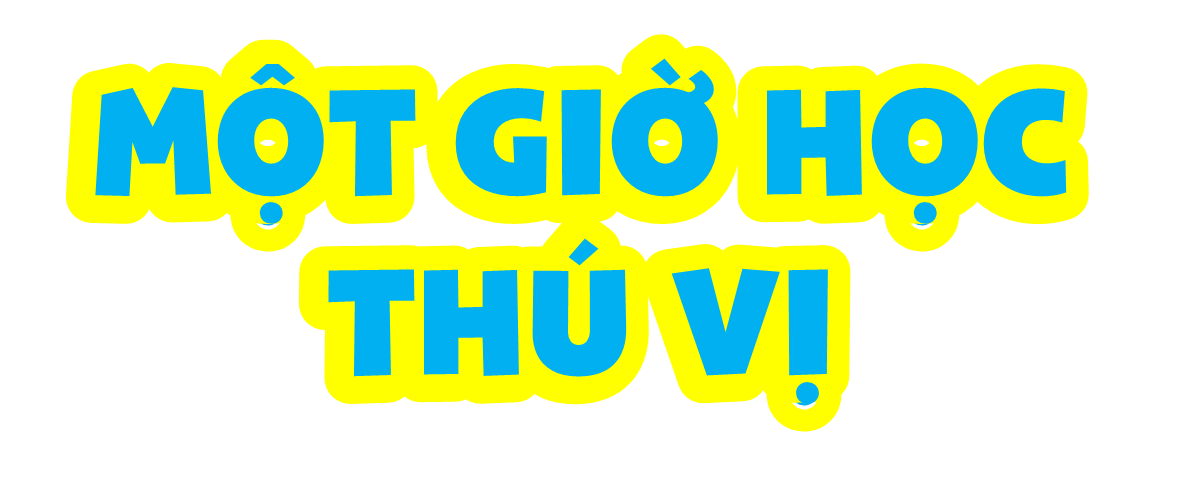 MỘT GIỜ HỌC
THÚ VỊ